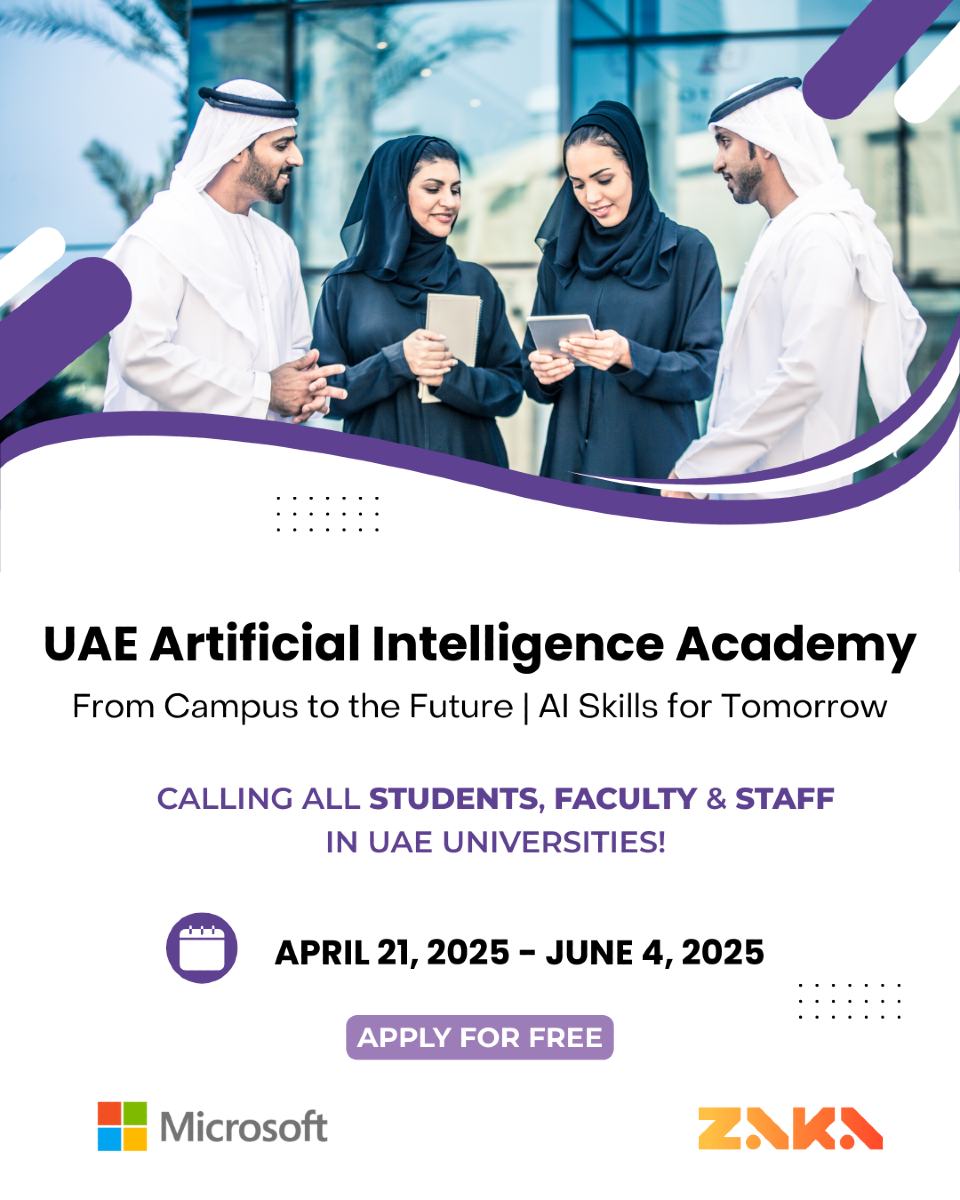 UAE Artificial Intelligence Academy
From Campus to the Future | AI Skills for Tomorrow
CALLING ALL STUDENTS, FACULTY & STAFF
IN UAE UNIVERSITIES!
APRIL 21, 2025 – JUNE 4, 2025
APPLY FOR FREE
Microsoft
ZAKA